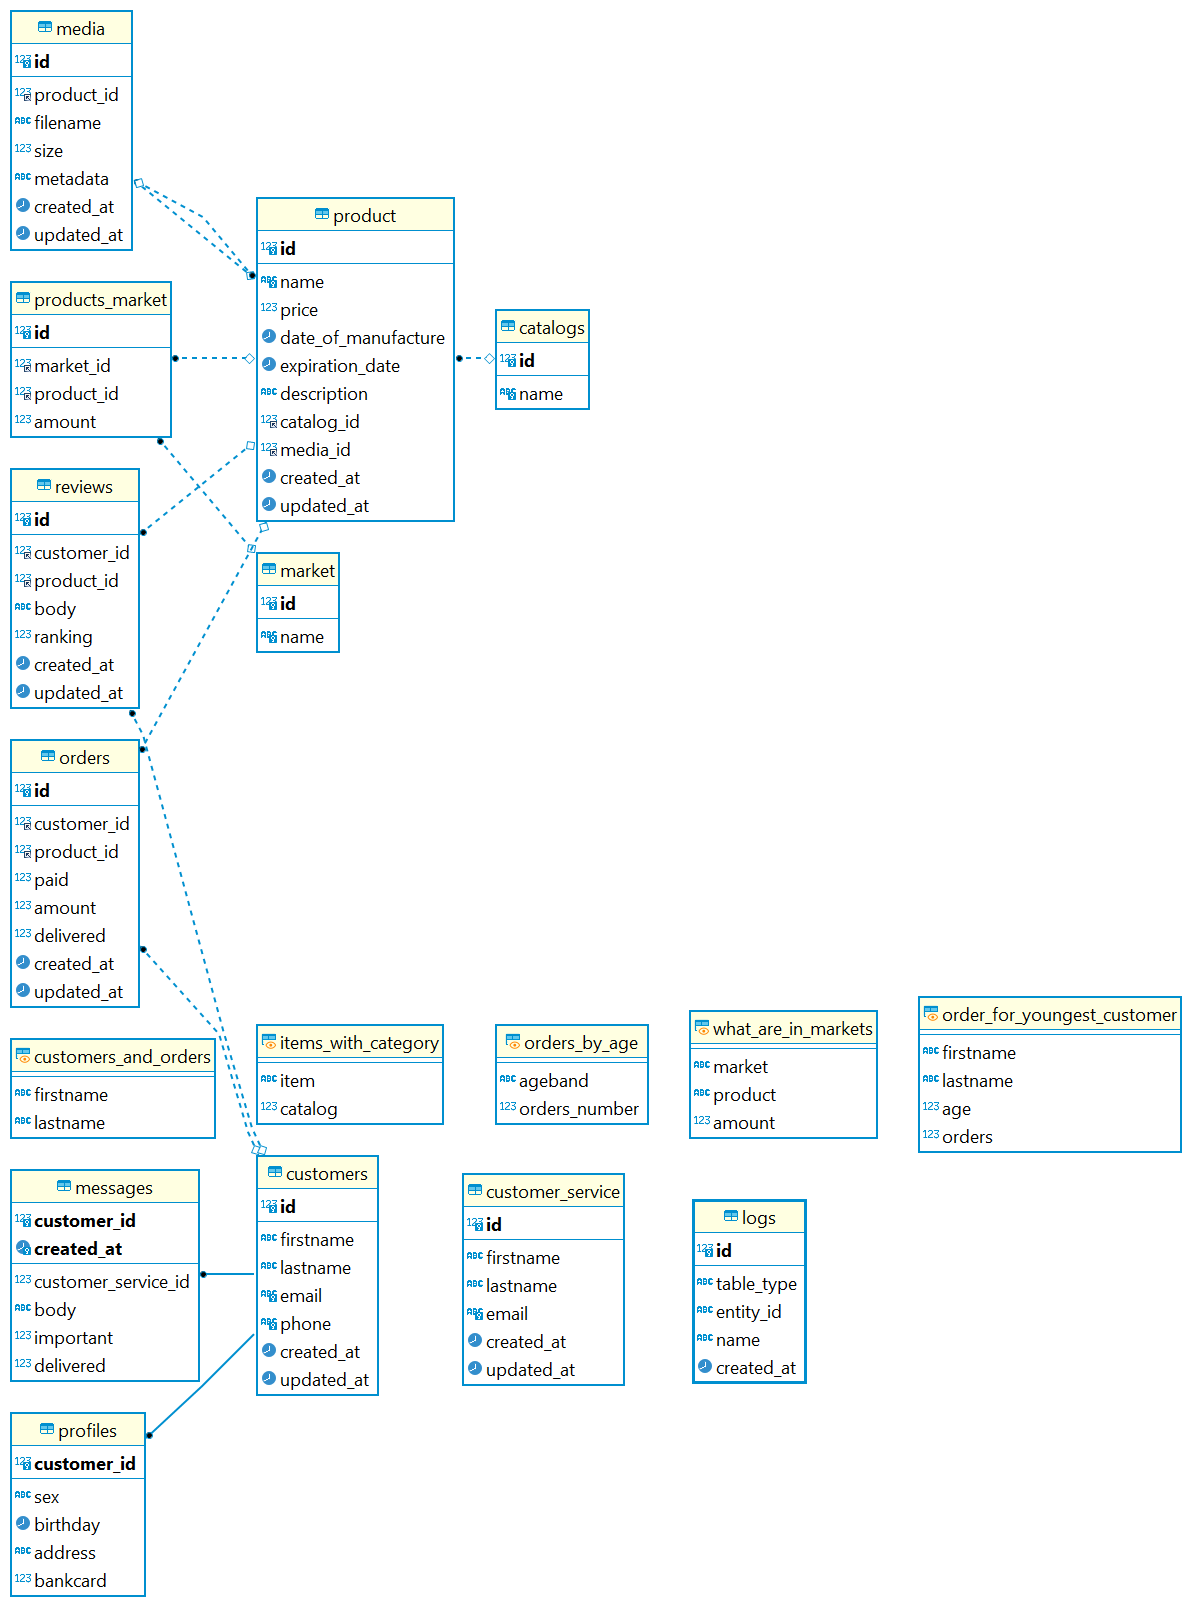 media
id
product_id
filename
size
metadata
created_at
updated_at
product
id
name
price
date_of_manufacture
expiration_date
description
catalog_id
media_id
created_at
updated_at
products_market
id
market_id
product_id
amount
catalogs
id
name
reviews
id
customer_id
product_id
body
ranking
created_at
updated_at
market
id
name
orders
id
customer_id
product_id
paid
amount
delivered
created_at
updated_at
customers_and_orders
firstname
lastname
items_with_category
item
catalog
orders_by_age
ageband
orders_number
what_are_in_markets
market
product
amount
order_for_youngest_customer
firstname
lastname
age
orders
messages
customer_id
created_at
customer_service_id
body
important
delivered
customers
id
firstname
lastname
email
phone
created_at
updated_at
customer_service
id
firstname
lastname
email
created_at
updated_at
logs
id
table_type
entity_id
name
created_at
profiles
customer_id
sex
birthday
address
bankcard